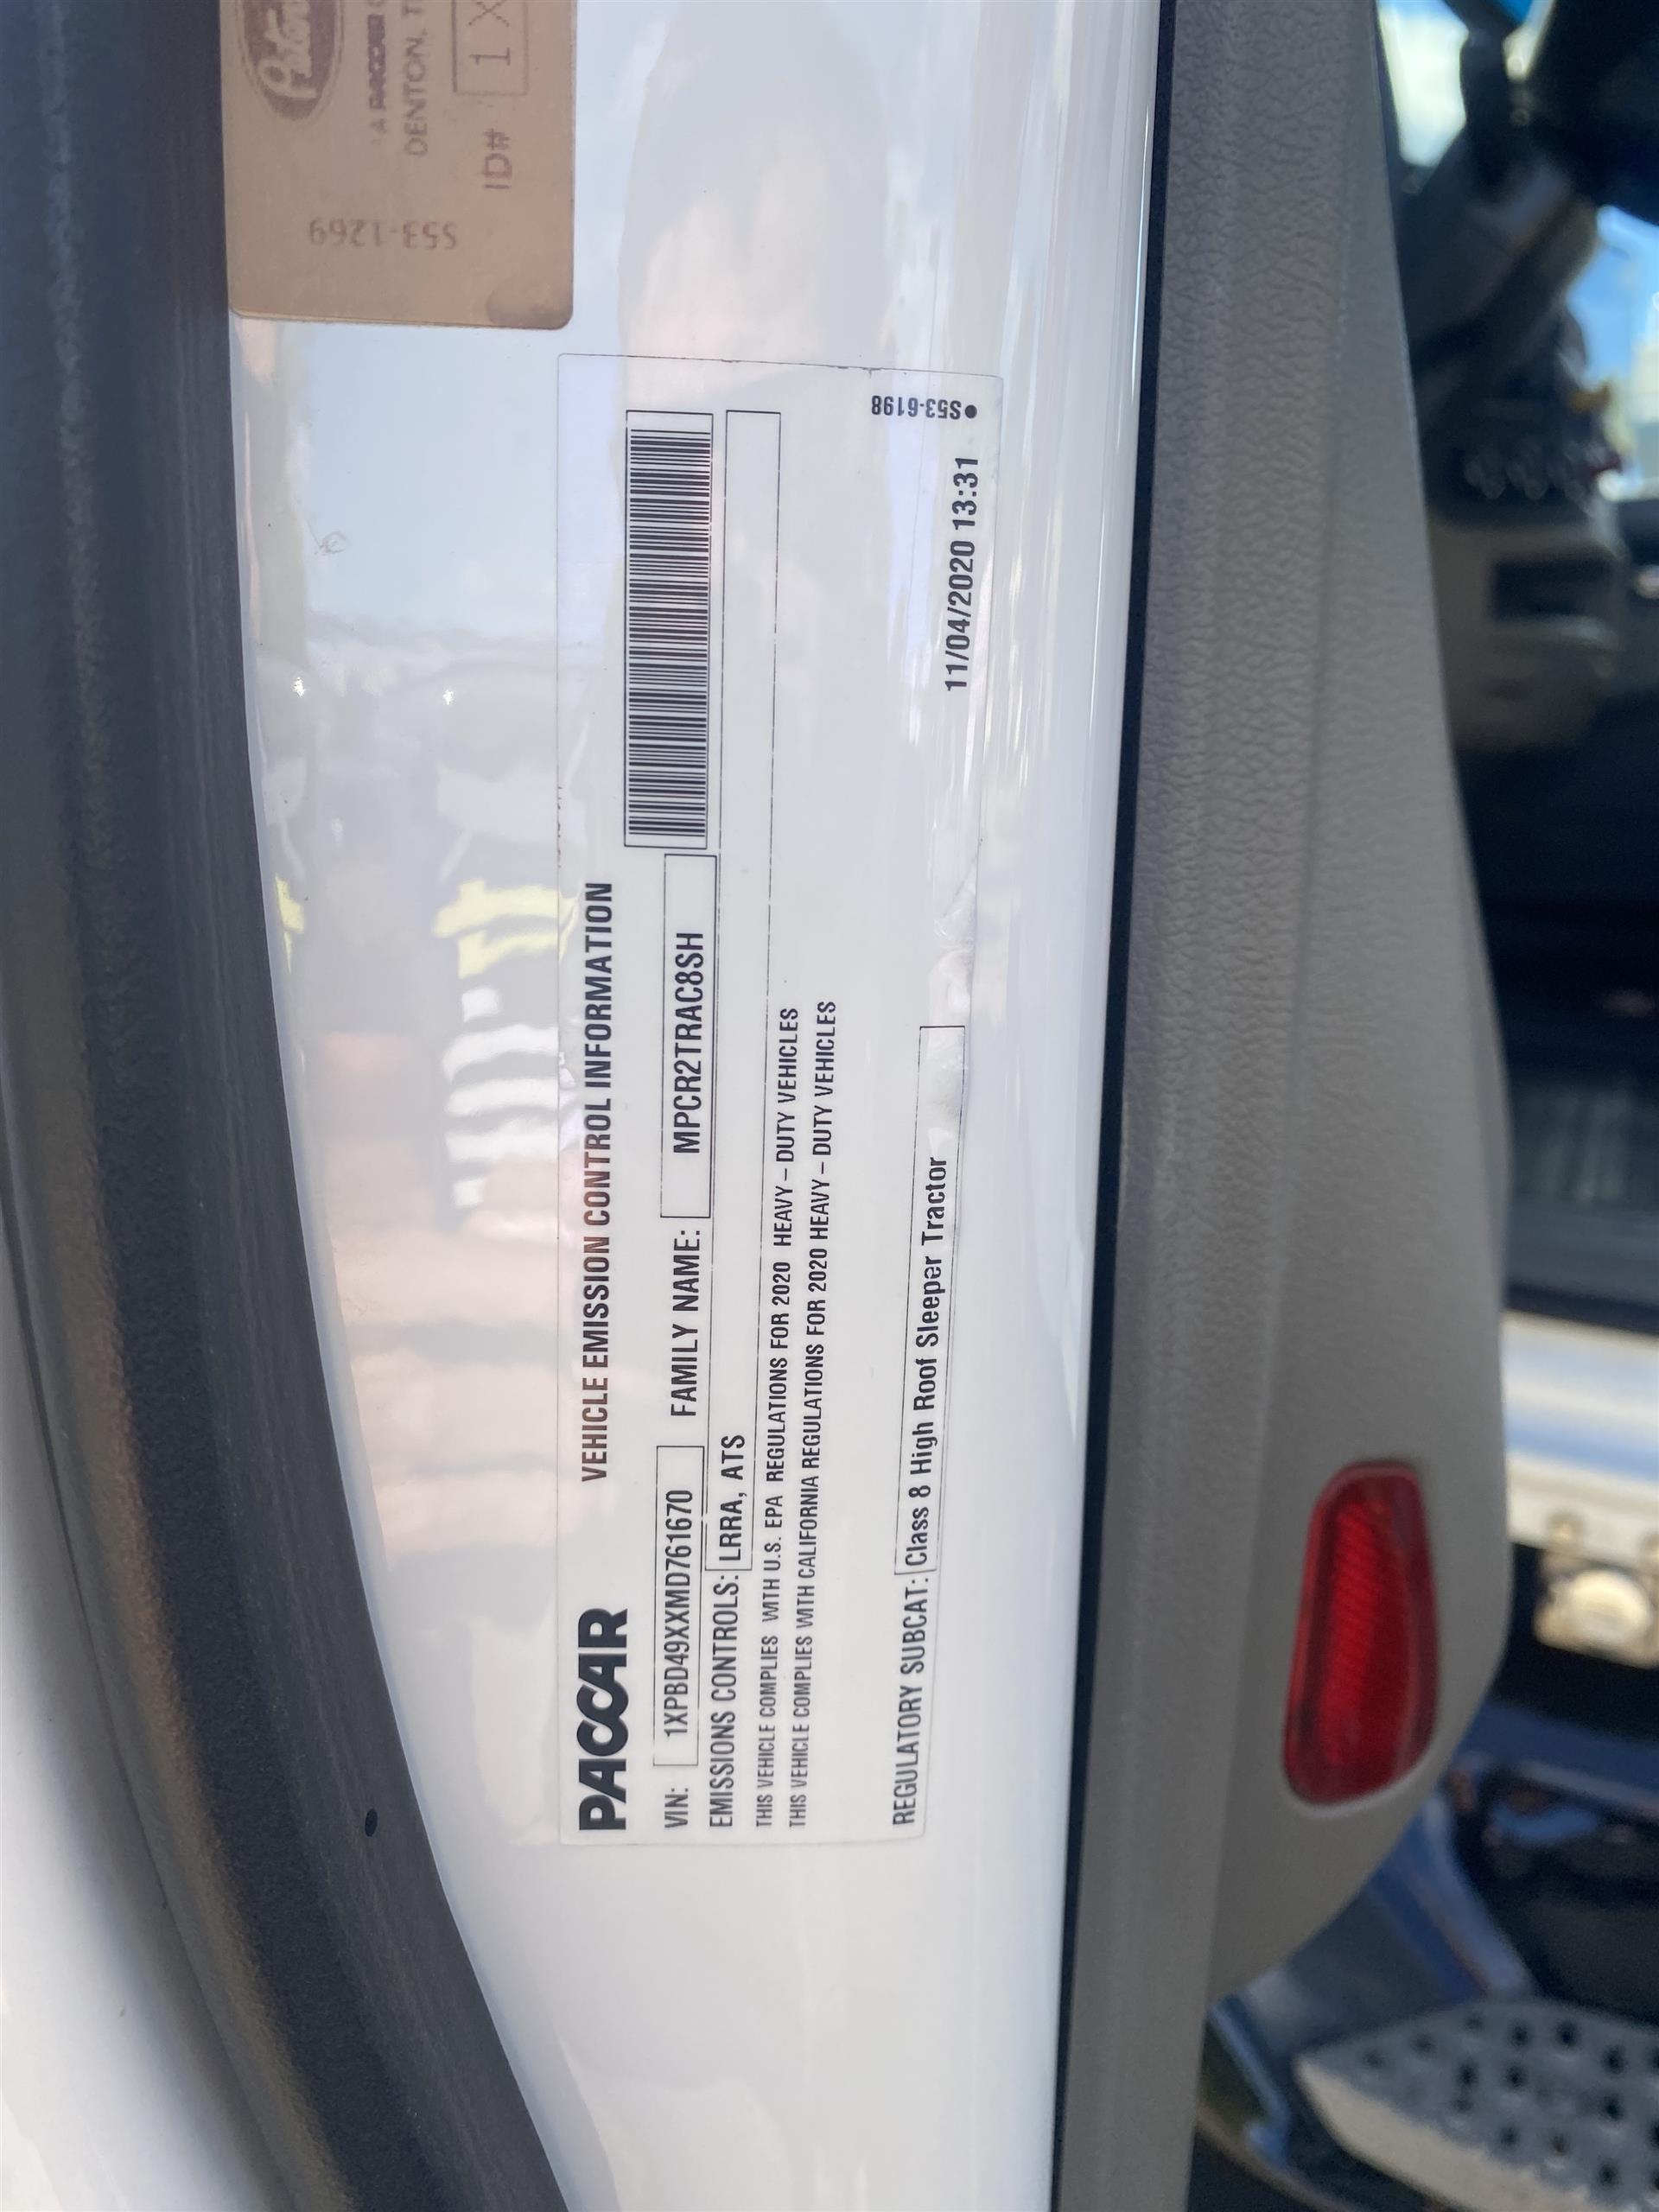 PACCAR VEHICLE EMISSION CONTROL INFORMATION
VIN: 1XPBD49XXMD761670 FAMILY NAME: MPCR2TRAC8SH
EMISSIONS CONTROLS: LRRA, ATS
THIS VEHICLE COMPLIES WITH U.S. EPA REGULATIONS FOR 2020 HEAVY – DUTY VEHICLES
THIS VEHICLE COMPLIES WITH CALIFORNIA REGULATIONS FOR 2020 HEAVY – DUTY VEHICLES
REGULATORY SUBCAT: Class 8 High Roof Sleeper Tractor
11/04/2020 13:31
•S53-6198
A PACCAR
DENTON, T
ID# 1 X
S53-1269